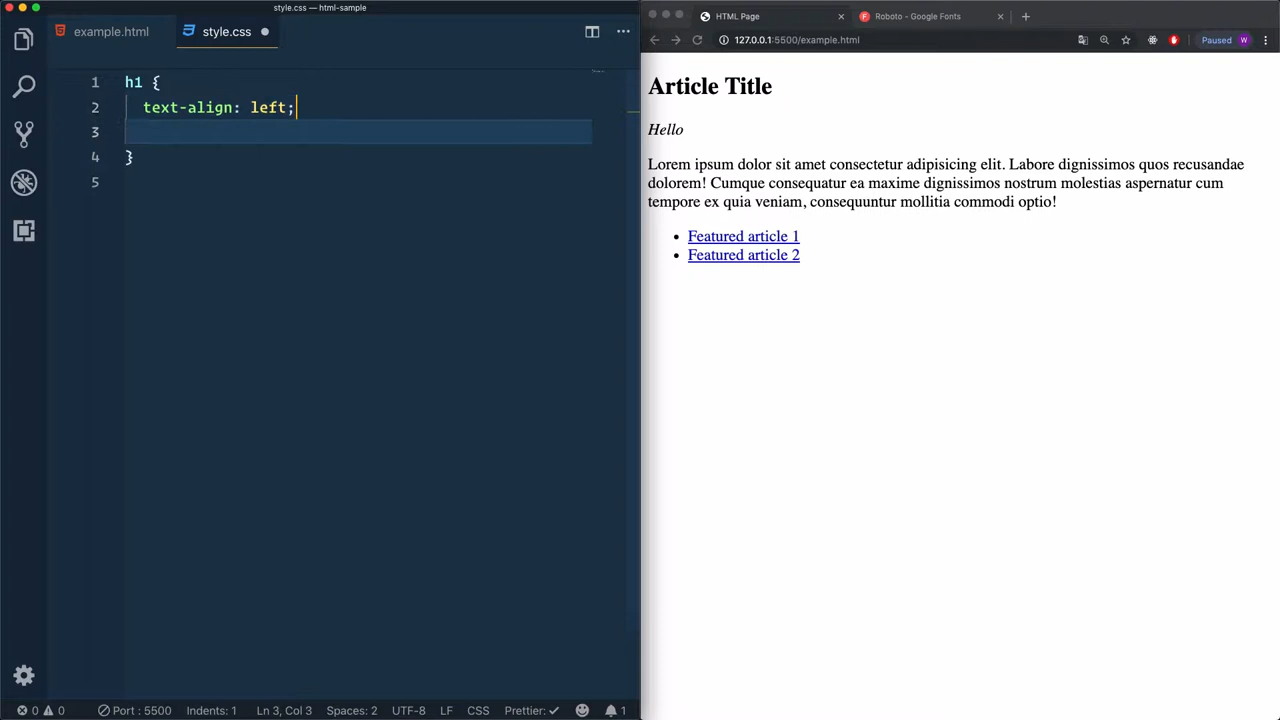 style.css — html-sample
example.html
style.css
1 h1 {
2 text-align: left;
3
4 }
5
0 0 Port : 5500 Indents: 1 Ln 3, Col 3 Spaces: 2 UTF-8 LF CSS Prettier: ✓ 1
HTML Page
Roboto - Google Fonts
127.0.0.1:5500/example.html
Paused W
Article Title
Hello
Lorem ipsum dolor sit amet consectetur adipisicing elit. Labore dignissimos quos recusandae
dolorem! Cumque consequatur ea maxime dignissimos nostrum molestias aspernatur cum
tempore ex quia veniam, consequuntur mollitia commodi optio!
• Featured article 1
• Featured article 2